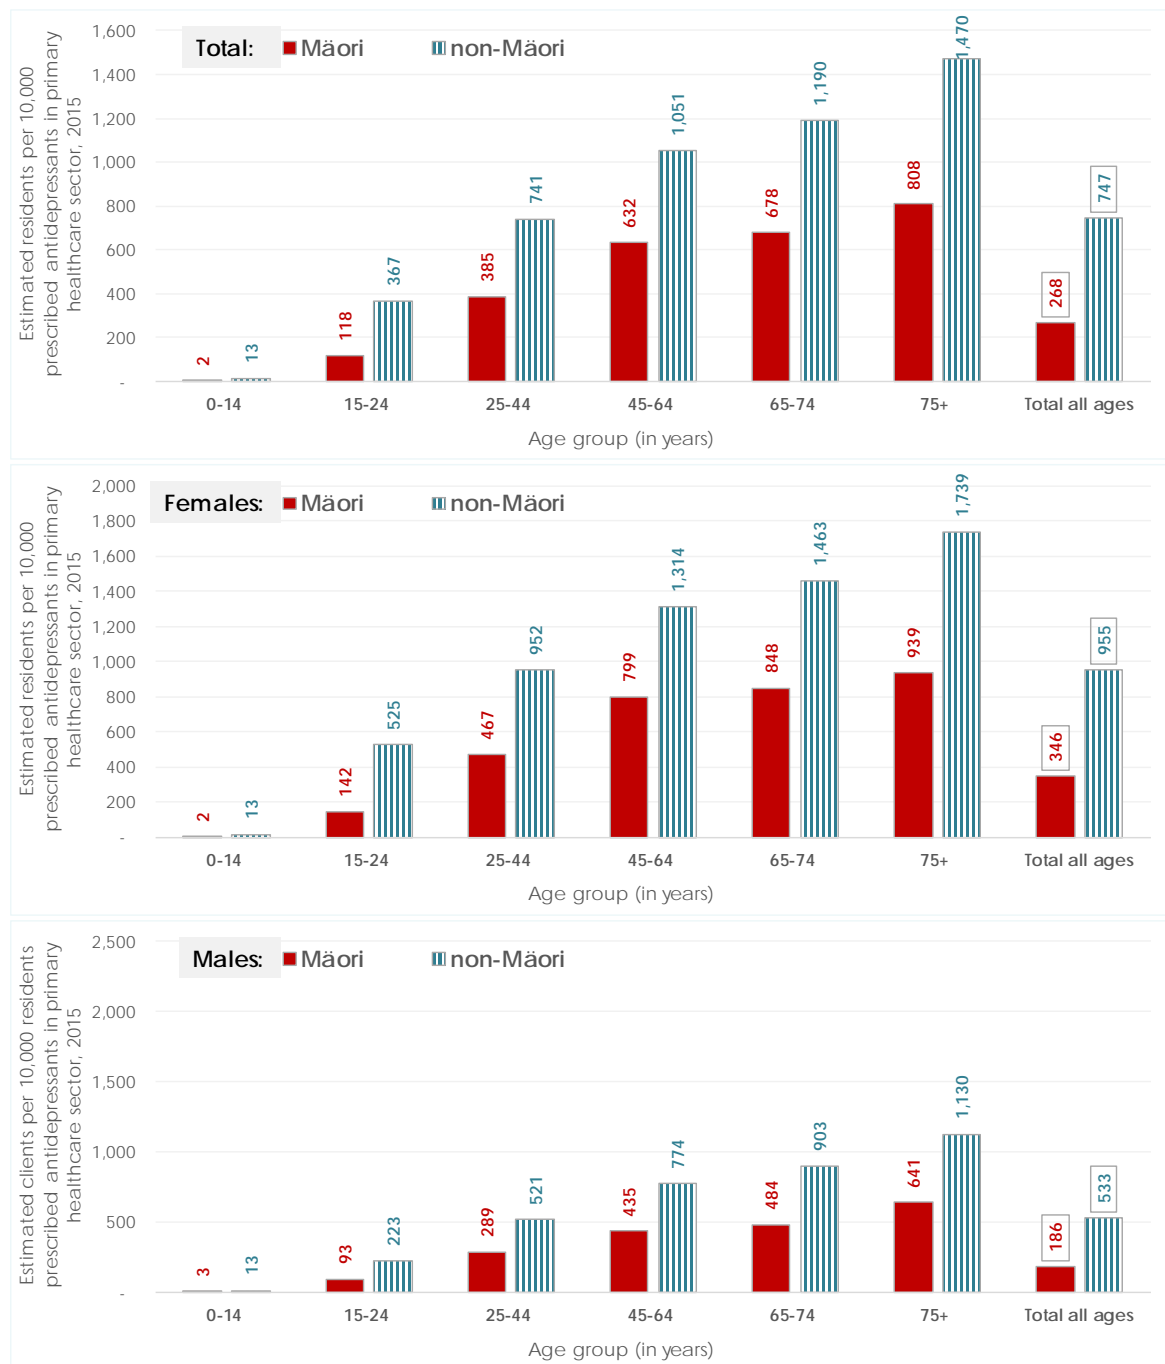 Estimated residents per 10,000
prescribed antidepressants in primary
healthcare sector, 2015
Total: Mäori non-Mäori
1,600
1,400
1,200
1,000
800
600
400
200
-
2 13 118 367 385 741 632 1,051 678 1,190 808 1,470 268 747
0-14 15-24 25-44 45-64 65-74 75+ Total all ages
Age group (in years)
Estimated residents per 10,000
prescribed antidepressants in primary
healthcare sector, 2015
Females: Mäori non-Mäori
2,000
1,800
1,600
1,400
1,200
1,000
800
600
400
200
-
2 13 142 525 467 952 799 1,314 848 1,463 939 1,739 346 955
0-14 15-24 25-44 45-64 65-74 75+ Total all ages
Age group (in years)
Estimated clients per 10,000 residents
prescribed antidepressants in primary
healthcare sector, 2015
Males: Mäori non-Mäori
2,500
2,000
1,500
1,000
500
-
3 13 93 223 289 521 435 774 484 903 641 1,130 186 533
0-14 15-24 25-44 45-64 65-74 75+ Total all ages
Age group (in years)